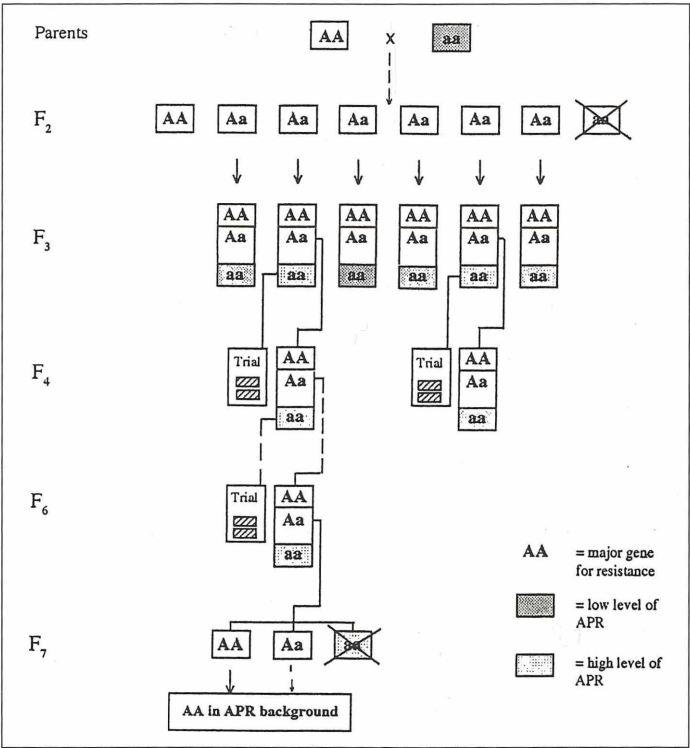 Parents
AA x aa
F2 AA Aa Aa Aa Aa Aa Aa aa
F3
AA AA AA AA AA AA
Aa Aa Aa Aa Aa Aa
aa aa aa aa aa aa
F4
Trial AA Trial AA
Aa Aa
aa aa
F6
Trial AA
Aa
aa
F7 AA Aa aa
AA in APR background
AA = major gene
for resistance
= low level of
APR
= high level of
APR